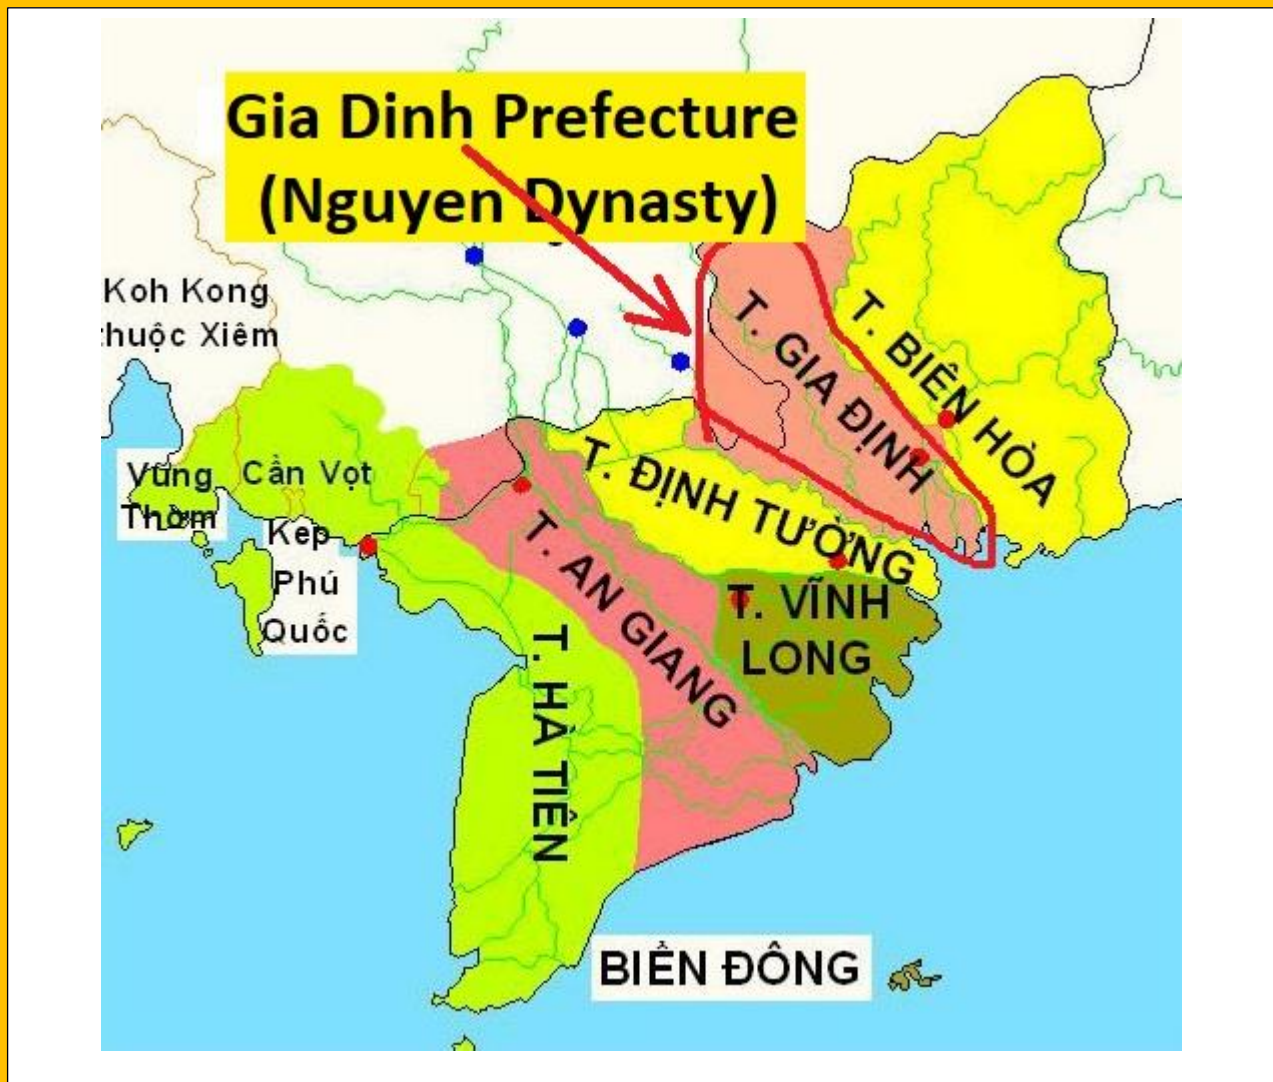 Gia Dinh Prefecture
(Nguyen Dynasty)
Koh Kong
thuộc Xiêm
T. GIA ĐỊNH
T. BIÊN HÒA
Vũng
Thờm
Cần Vọt
Kep
Phú
Quốc
T. ĐỊNH TƯỜNG
T. AN GIANG
T. VĨNH
LONG
T. HÀ TIÊN
BIỂN ĐÔNG